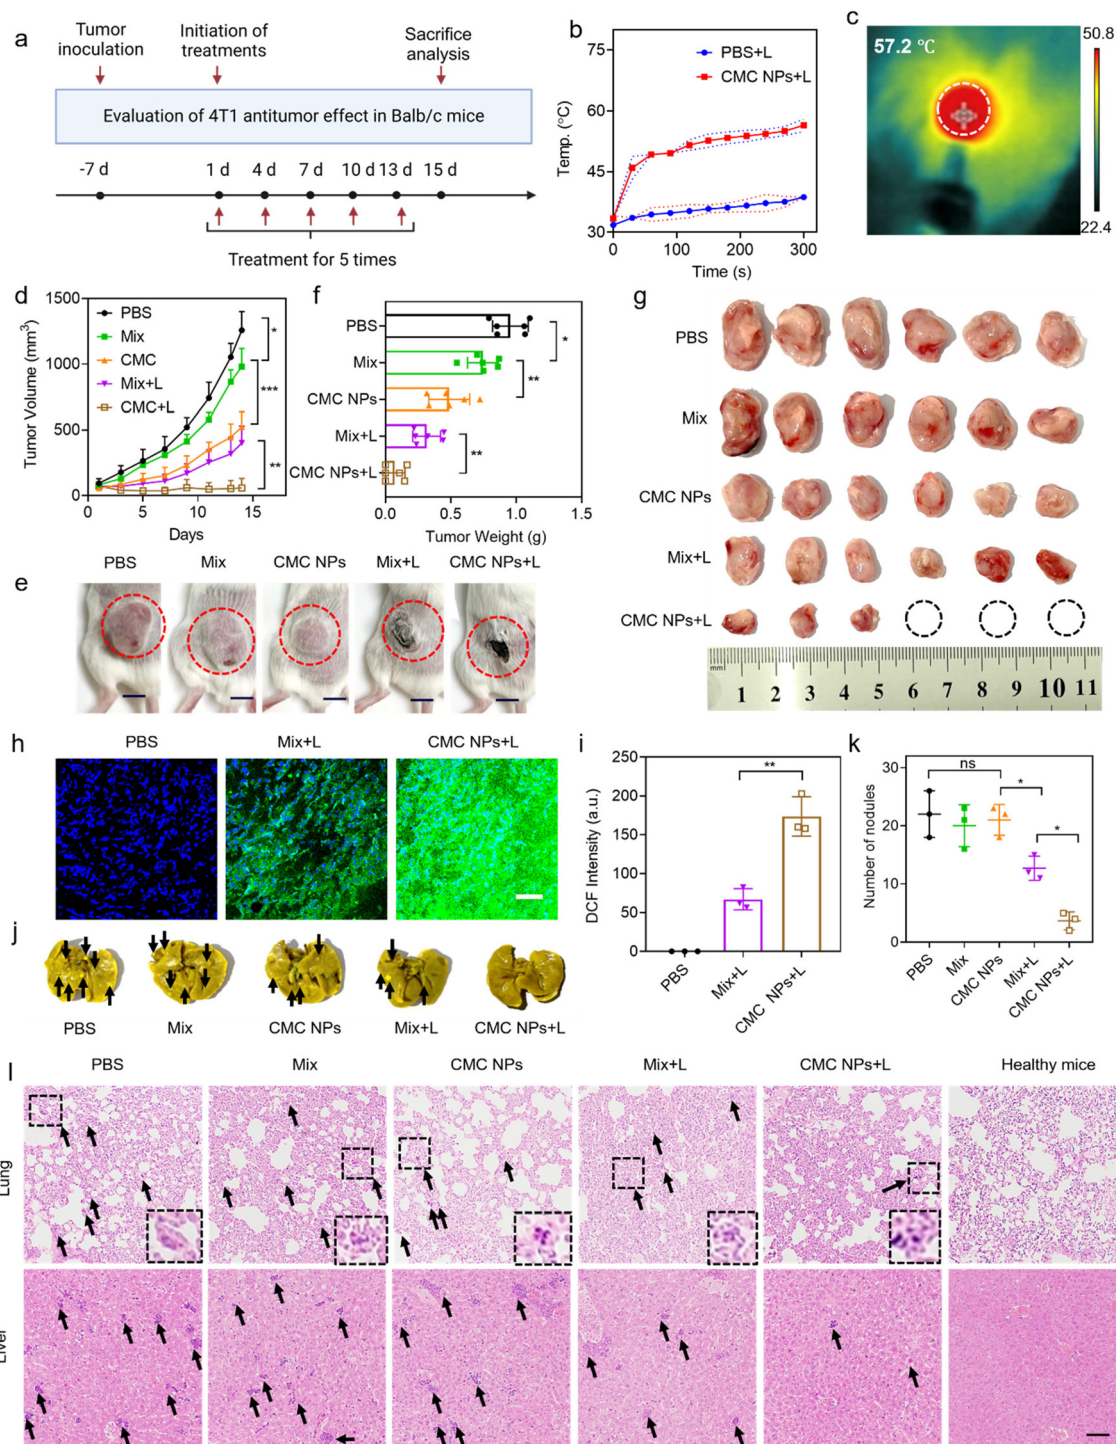 a
Tumor
inoculation
Initiation of
treatments
Sacrifice
analysis
Evaluation of 4T1 antitumor effect in Balb/c mice
-7 d 1 d 4 d 7 d 10 d 13 d 15 d
Treatment for 5 times
b
PBS+L
CMC NPs+L
Temp. (°C)
75
60
45
30
0 100 200 300
Time (s)
c
57.2 ℃
50.8
22.4
d
Tumor Volume (mm³)
1500
1000
500
0
PBS
Mix
CMC
Mix+L
CMC+L
*
***
**
0 5 10 15
Days
f
PBS
Mix
CMC NPs
Mix+L
CMC NPs+L
*
**
**
0.0 0.5 1.0 1.5
Tumor Weight (g)
g
PBS
Mix
CMC NPs
Mix+L
CMC NPs+L
mm
1 2 3 4 5 6 7 8 9 10 11
e
PBS Mix CMC NPs Mix+L CMC NPs+L
h
PBS Mix+L CMC NPs+L
i
DCF Intensity (a.u.)
250
200
150
100
50
0
**
PBS Mix+L CMC NPs+L
k
Number of nodules
30
20
10
0
ns
*
*
PBS Mix CMC NPs Mix+L CMC NPs+L
j
PBS Mix CMC NPs Mix+L CMC NPs+L
l
PBS Mix CMC NPs Mix+L CMC NPs+L Healthy mice
Lung
Liver